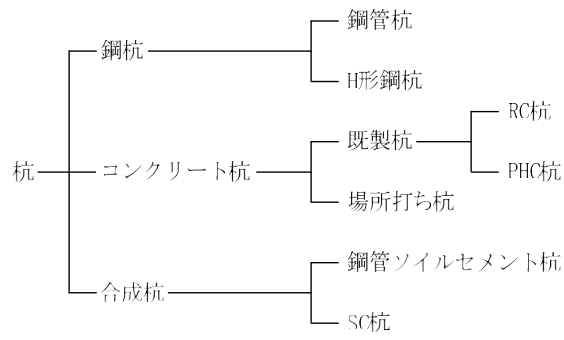 杭
鋼杭
鋼管杭
H形鋼杭
コンクリート杭
既製杭
RC杭
PHC杭
場所打ち杭
合成杭
鋼管ソイルセメント杭
SC杭